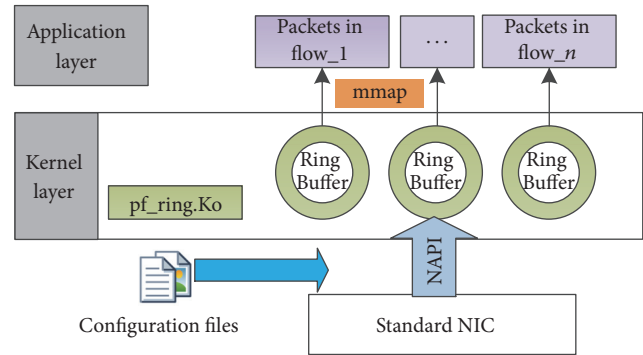 Application
layer
Packets in
flow_1
...
Packets in
flow_n
mmap
Kernel
layer
Ring
Buffer
Ring
Buffer
Ring
Buffer
pf_ring.Ko
NAPI
Configuration files
Standard NIC